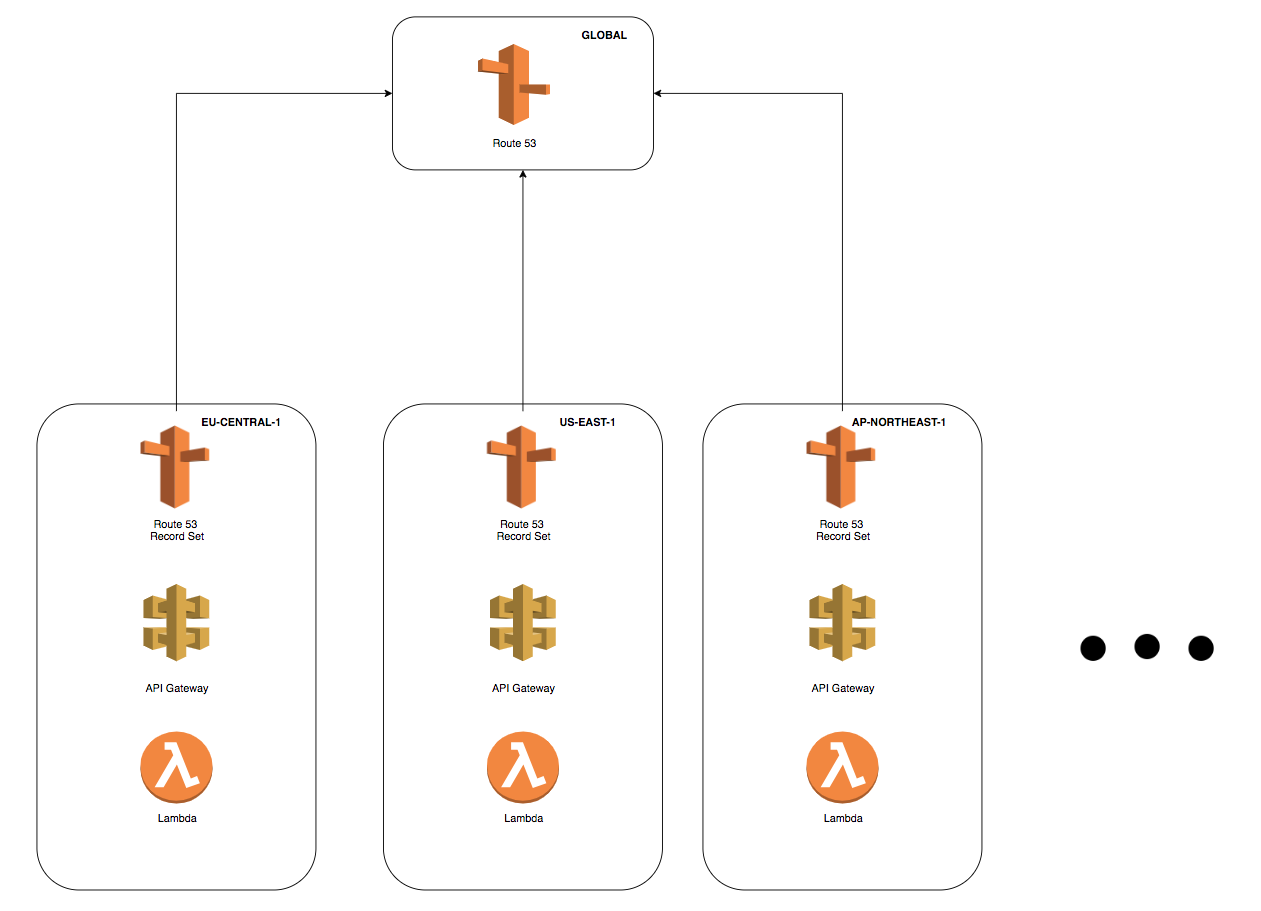 GLOBAL
Route 53
EU-CENTRAL-1
Route 53
Record Set
API Gateway
Lambda
US-EAST-1
Route 53
Record Set
API Gateway
Lambda
AP-NORTHEAST-1
Route 53
Record Set
API Gateway
Lambda